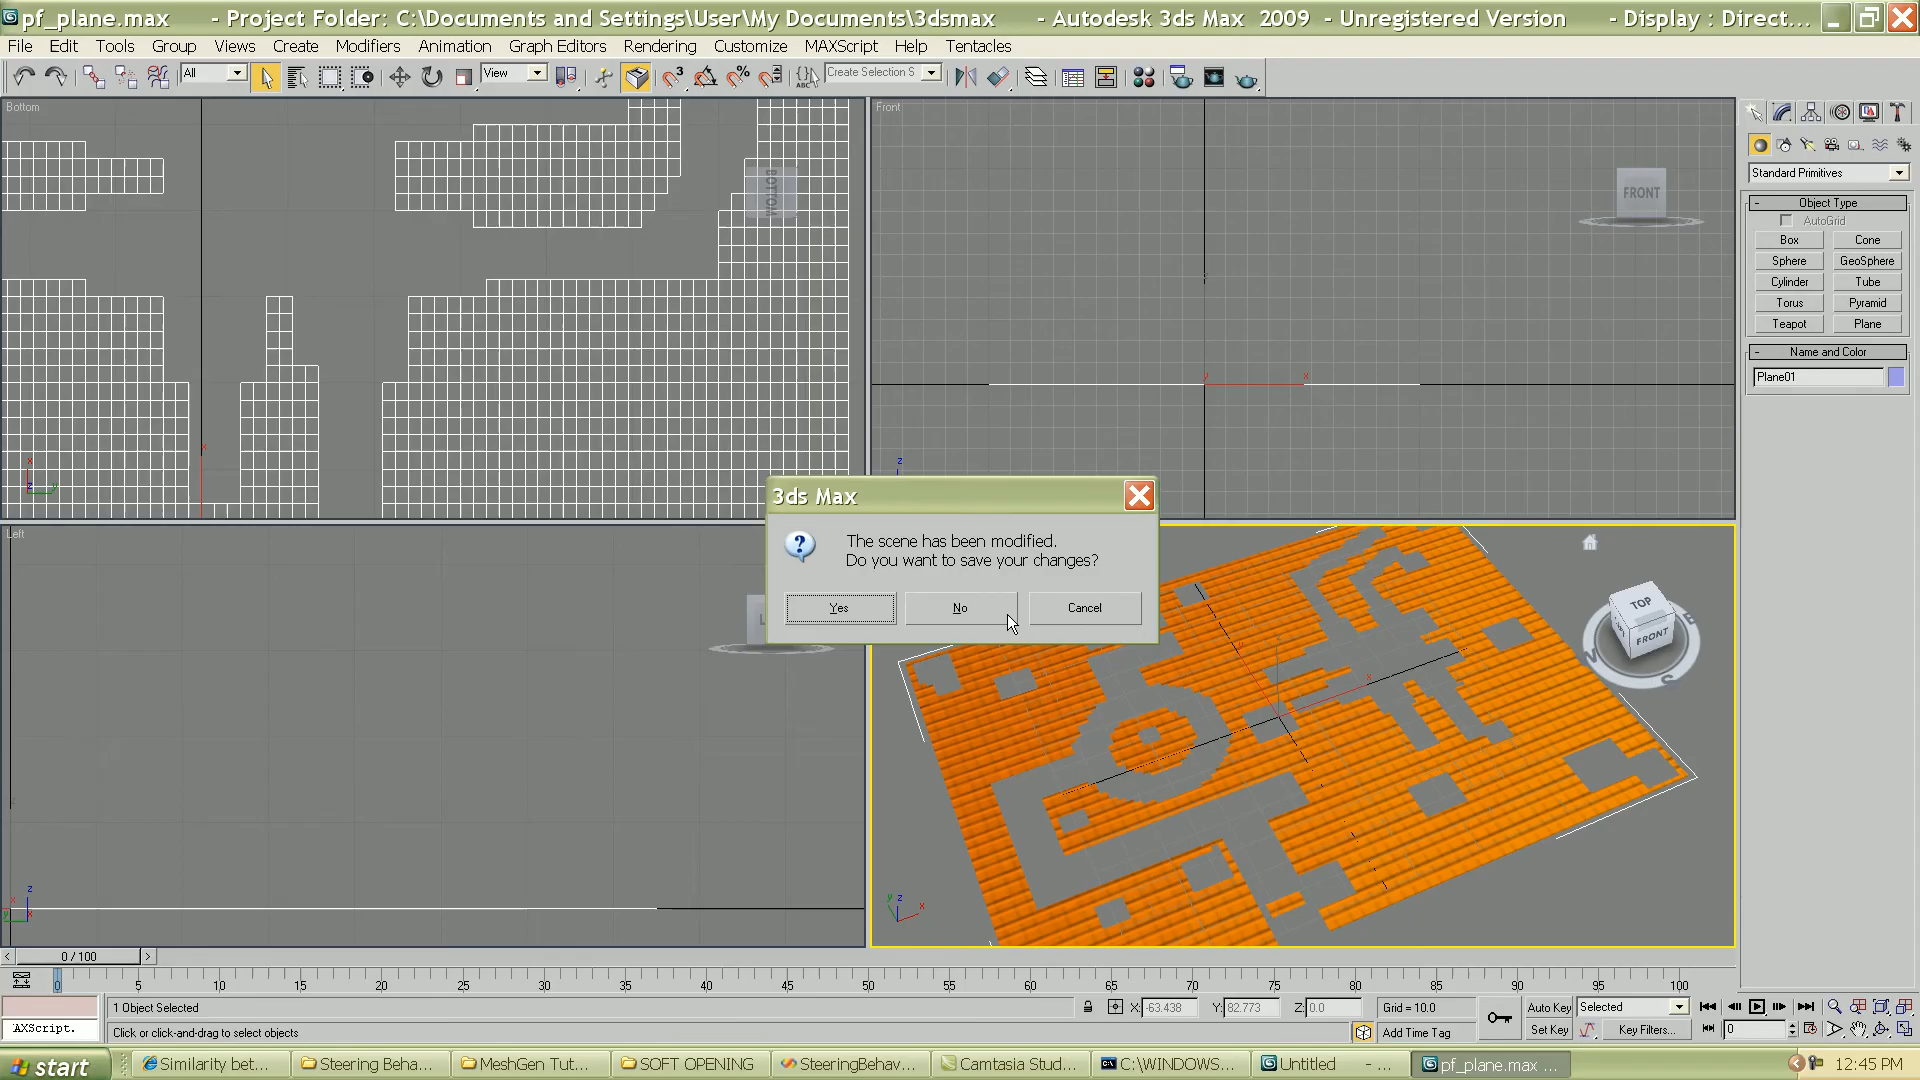 pf_plane.max - Project Folder: C:\Documents and Settings\User\My Documents\3dsmax - Autodesk 3ds Max 2009 - Unregistered Version - Display : Direct...
File Edit Tools Group Views Create Modifiers Animation Graph Editors Rendering Customize MAXScript Help Tentacles
All View Create Selection S
Bottom
BOTTOM
Front
FRONT
Standard Primitives
Object Type
AutoGrid
Box Cone
Sphere GeoSphere
Cylinder Tube
Torus Pyramid
Teapot Plane
Name and Color
Plane01
3ds Max
The scene has been modified.
Do you want to save your changes?
Yes No Cancel
Left
TOP
FRONT
0 / 100
0 5 10 15 20 25 30 35 40 45 50 55 60 65 70 75 80 85 90 95 100
1 Object Selected X: -63.438 Y: 82.773 Z: 0.0 Grid = 10.0 Auto Key Selected
AXScript. Click or click-and-drag to select objects Add Time Tag Set Key Key Filters... 0
start Similarity bet... Steering Beha... MeshGen Tut... SOFT OPENING SteeringBehav... Camtasia Stud... C:\WINDOWS... Untitled - ... pf_plane.max ... 12:45 PM